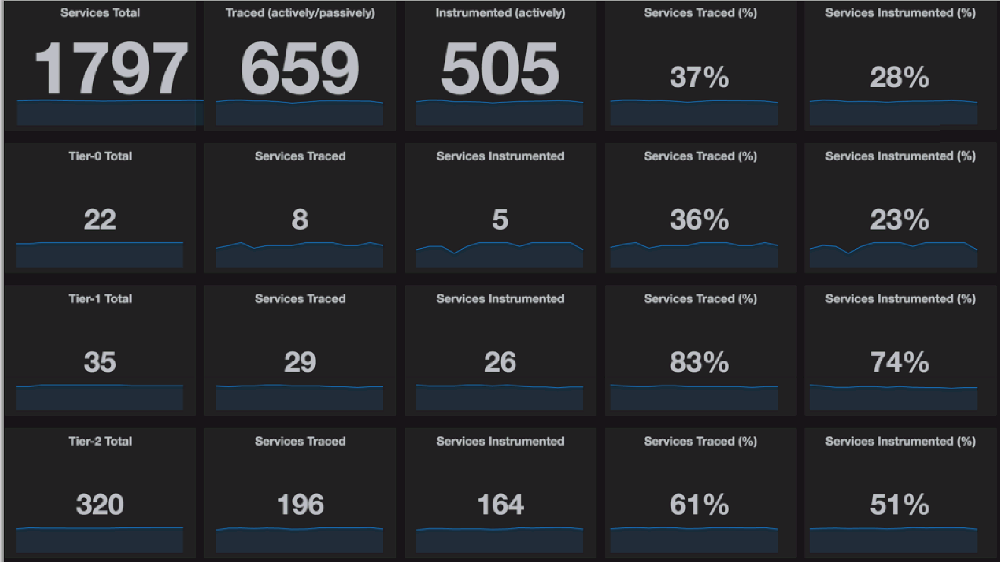 Services Total
Traced (actively/passively)
Instrumented (actively)
Services Traced (%)
Services Instrumented (%)
1797
659
505
37%
28%
Tier-0 Total
Services Traced
Services Instrumented
Services Traced (%)
Services Instrumented (%)
22
8
5
36%
23%
Tier-1 Total
Services Traced
Services Instrumented
Services Traced (%)
Services Instrumented (%)
35
29
26
83%
74%
Tier-2 Total
Services Traced
Services Instrumented
Services Traced (%)
Services Instrumented (%)
320
196
164
61%
51%